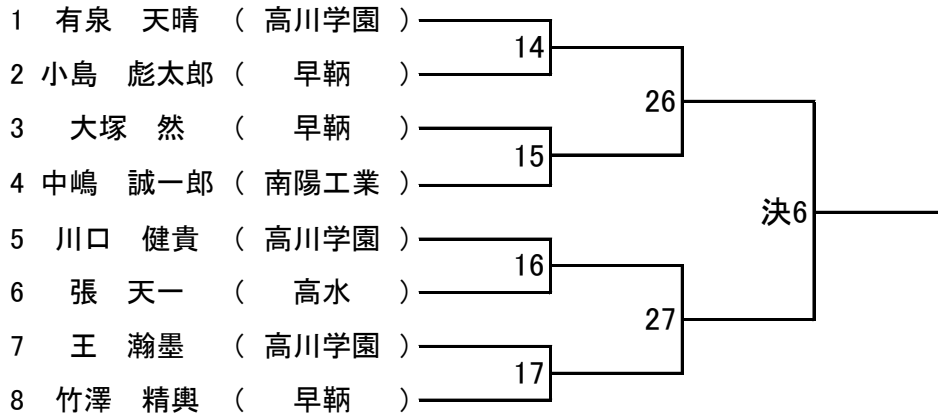 1 有泉 天晴 ( 高川学園 )
14
2 小島 彪太郎 ( 早鞆 )
26
3 大塚 然 ( 早鞆 )
15
4 中嶋 誠一郎 ( 南陽工業 )
決6
5 川口 健貴 ( 高川学園 )
16
6 張 天一 ( 高水 )
27
7 王 瀚墨 ( 高川学園 )
17
8 竹澤 精輿 ( 早鞆 )